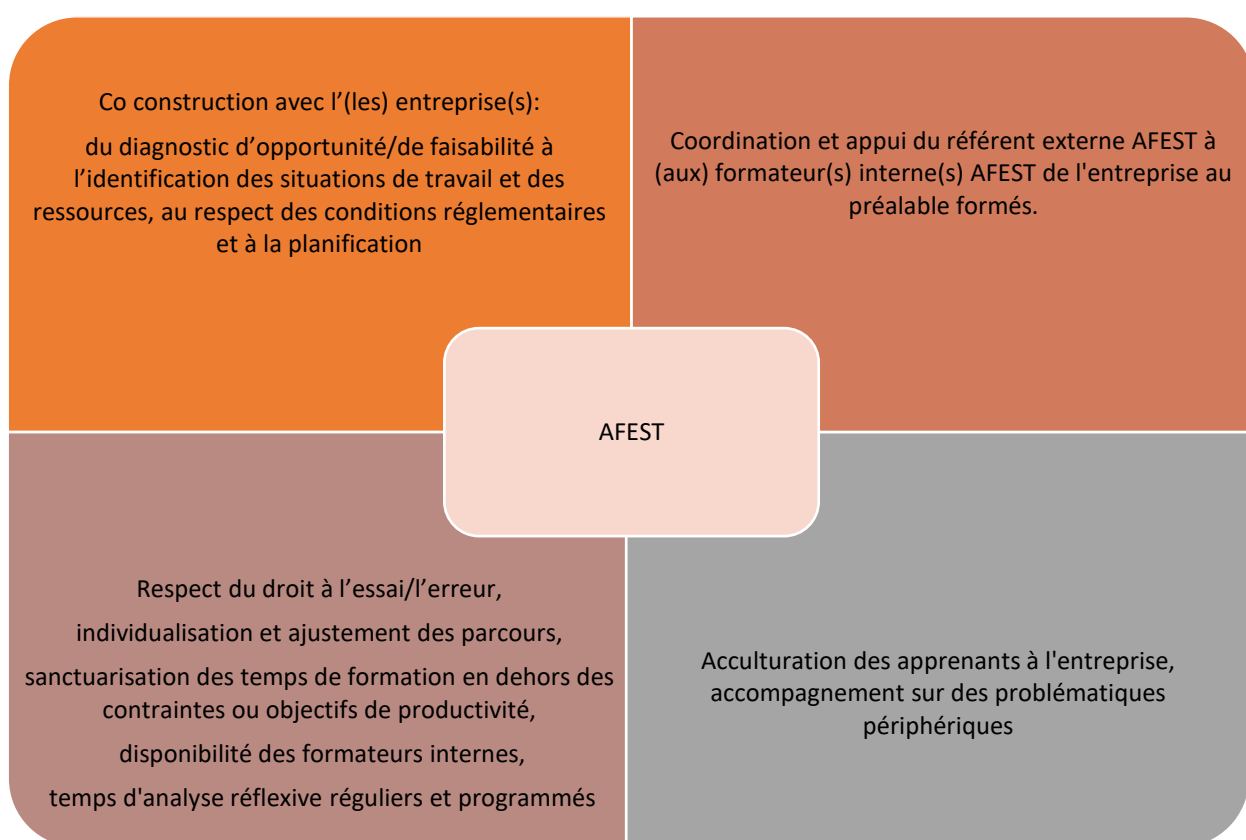 Co construction avec l’(les) entreprise(s):
du diagnostic d’opportunité/de faisabilité à
l’identification des situations de travail et des
ressources, au respect des conditions réglementaires
et à la planification
Coordination et appui du référent externe AFEST à
(aux) formateur(s) interne(s) AFEST de l'entreprise au
préalable formés.
AFEST
Respect du droit à l’essai/l’erreur,
individualisation et ajustement des parcours,
sanctuarisation des temps de formation en dehors des
contraintes ou objectifs de productivité,
disponibilité des formateurs internes,
temps d'analyse réflexive réguliers et programmés
Acculturation des apprenants à l'entreprise,
accompagnement sur des problématiques
périphériques